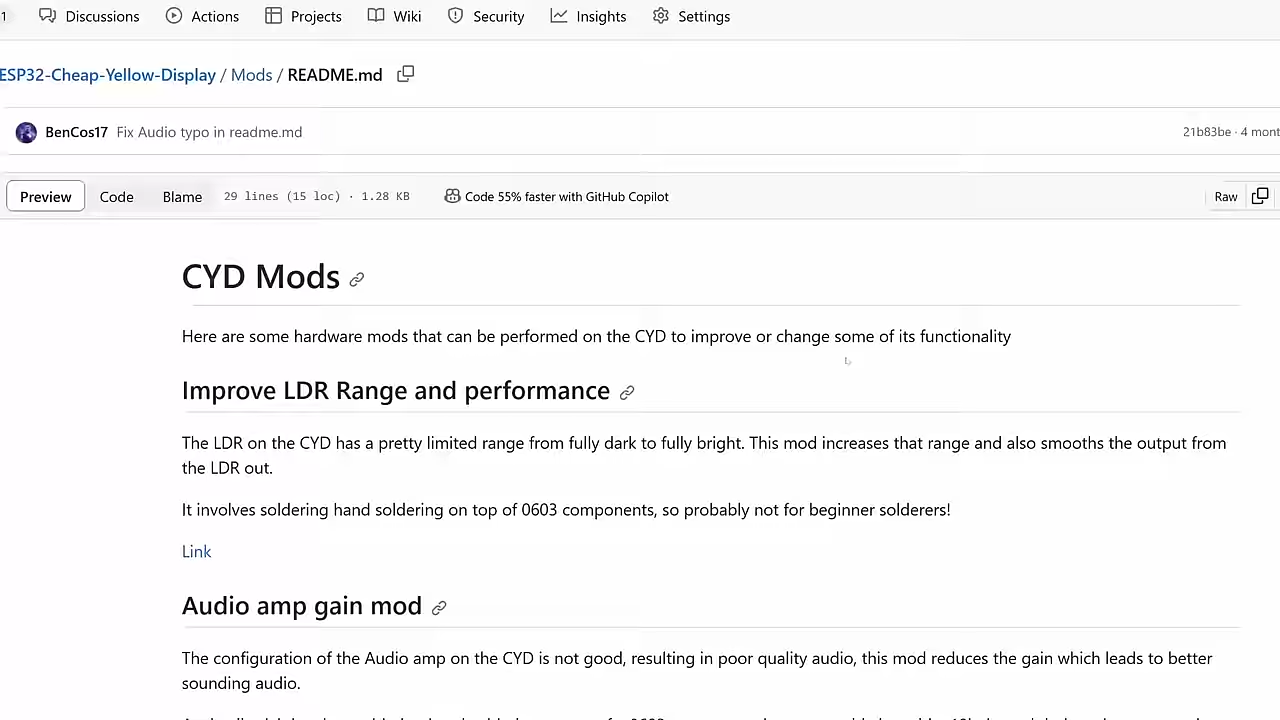 1 Discussions Actions Projects Wiki Security Insights Settings
ESP32-Cheap-Yellow-Display / Mods / README.md
BenCos17 Fix Audio typo in readme.md 21b83be · 4 mont
Preview Code Blame 29 lines (15 loc) · 1.28 KB Code 55% faster with GitHub Copilot Raw
CYD Mods
Here are some hardware mods that can be performed on the CYD to improve or change some of its functionality
Improve LDR Range and performance
The LDR on the CYD has a pretty limited range from fully dark to fully bright. This mod increases that range and also smooths the output from
the LDR out.
It involves soldering hand soldering on top of 0603 components, so probably not for beginner solderers!
Link
Audio amp gain mod
The configuration of the Audio amp on the CYD is not good, resulting in poor quality audio, this mod reduces the gain which leads to better
sounding audio.